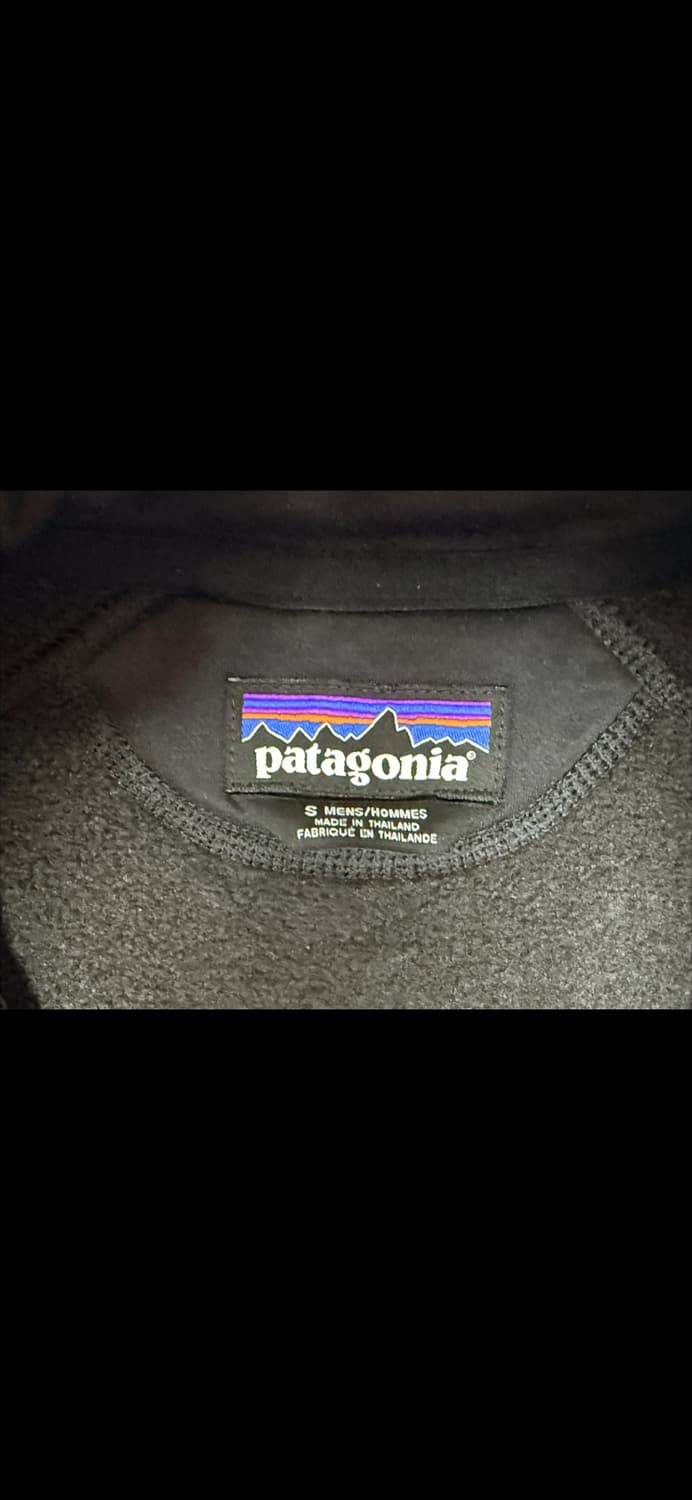 patagonia®
S MENS/HOMMES
MADE IN THAILAND
FABRIQUÉ EN THAILANDE